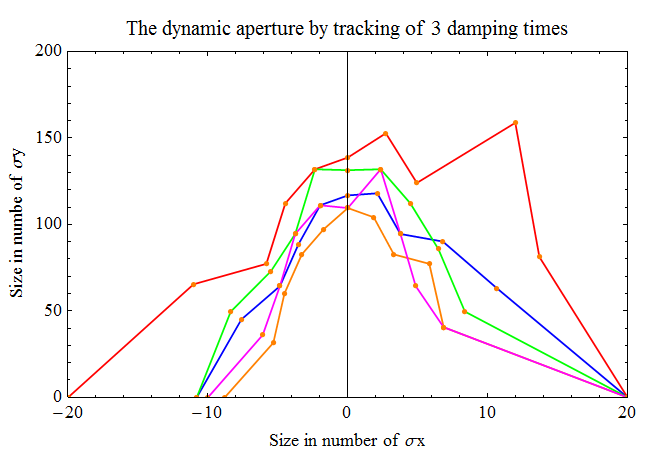 The dynamic aperture by tracking of 3 damping times
200
150
100
50
0
Size in numbe of σy
−20 −10 0 10 20
Size in number of σx